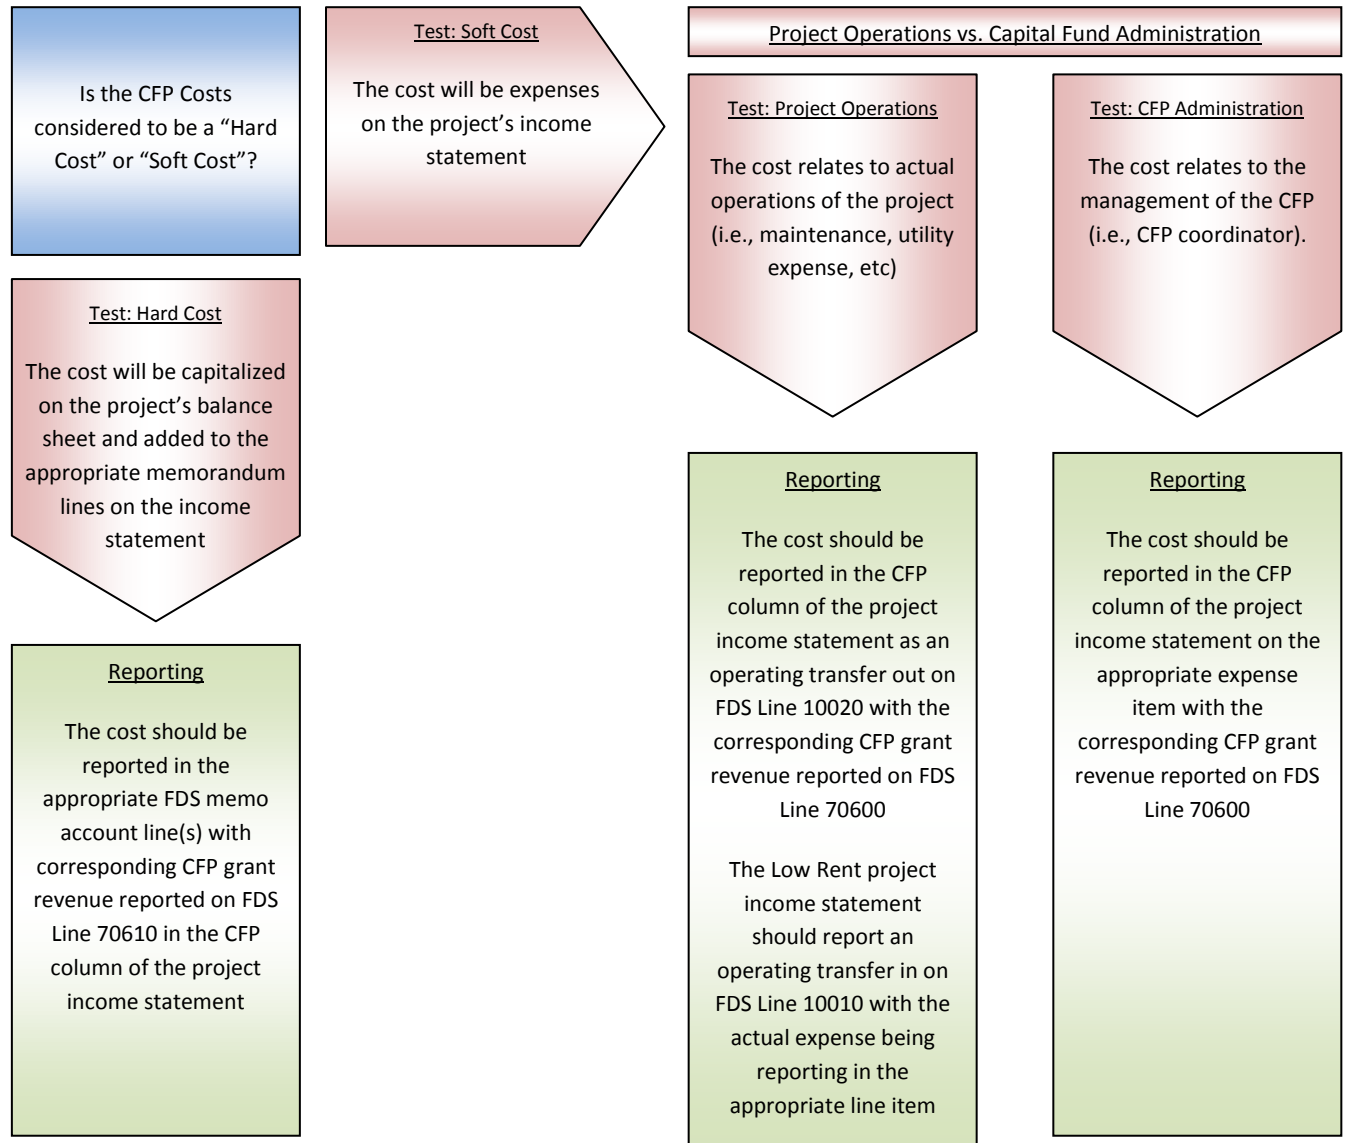 Is the CFP Costs
considered to be a “Hard
Cost” or “Soft Cost”?
Test: Soft Cost
The cost will be expenses
on the project’s income
statement
Project Operations vs. Capital Fund Administration
Test: Project Operations
The cost relates to actual
operations of the project
(i.e., maintenance, utility
expense, etc)
Test: CFP Administration
The cost relates to the
management of the CFP
(i.e., CFP coordinator).
Test: Hard Cost
The cost will be capitalized
on the project’s balance
sheet and added to the
appropriate memorandum
lines on the income
statement
Reporting
The cost should be
reported in the
appropriate FDS memo
account line(s) with
corresponding CFP grant
revenue reported on FDS
Line 70610 in the CFP
column of the project
income statement
Reporting
The cost should be
reported in the CFP
column of the project
income statement as an
operating transfer out on
FDS Line 10020 with the
corresponding CFP grant
revenue reported on FDS
Line 70600
The Low Rent project
income statement
should report an
operating transfer in on
FDS Line 10010 with the
actual expense being
reporting in the
appropriate line item
Reporting
The cost should be
reported in the CFP
column of the project
income statement on the
appropriate expense
item with the
corresponding CFP grant
revenue reported on FDS
Line 70600